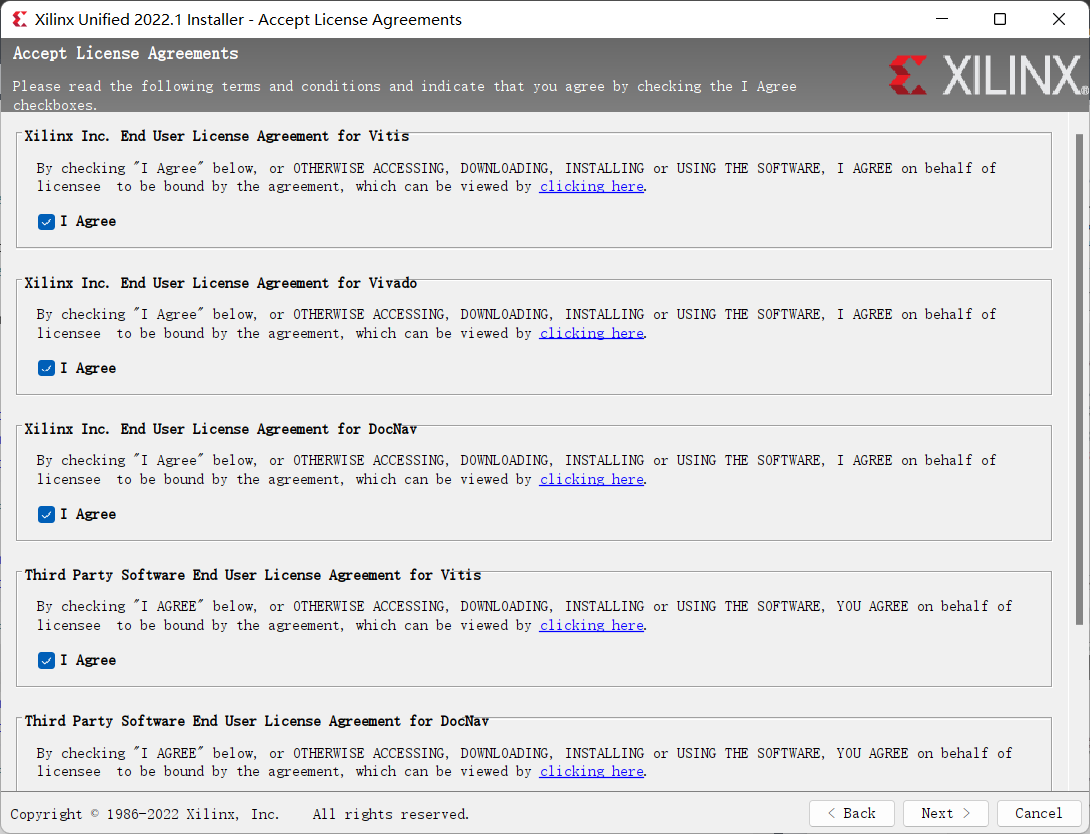 Xilinx Unified 2022.1 Installer - Accept License Agreements
Accept License Agreements
Please read the following terms and conditions and indicate that you agree by checking the I Agree
checkboxes.
XILINX®
Xilinx Inc. End User License Agreement for Vitis
By checking "I Agree" below, or OTHERWISE ACCESSING, DOWNLOADING, INSTALLING or USING THE SOFTWARE, I AGREE on behalf of
licensee  to be bound by the agreement, which can be viewed by clicking here.
I Agree
Xilinx Inc. End User License Agreement for Vivado
By checking "I Agree" below, or OTHERWISE ACCESSING, DOWNLOADING, INSTALLING or USING THE SOFTWARE, I AGREE on behalf of
licensee  to be bound by the agreement, which can be viewed by clicking here.
I Agree
Xilinx Inc. End User License Agreement for DocNav
By checking "I Agree" below, or OTHERWISE ACCESSING, DOWNLOADING, INSTALLING or USING THE SOFTWARE, I AGREE on behalf of
licensee  to be bound by the agreement, which can be viewed by clicking here.
I Agree
Third Party Software End User License Agreement for Vitis
By checking "I AGREE" below, or OTHERWISE ACCESSING, DOWNLOADING, INSTALLING or USING THE SOFTWARE, YOU AGREE on behalf of
licensee  to be bound by the agreement, which can be viewed by clicking here.
I Agree
Third Party Software End User License Agreement for DocNav
By checking "I AGREE" below, or OTHERWISE ACCESSING, DOWNLOADING, INSTALLING or USING THE SOFTWARE, YOU AGREE on behalf of
licensee  to be bound by the agreement, which can be viewed by clicking here.
Copyright © 1986-2022 Xilinx, Inc.    All rights reserved.
< Back
Next >
Cancel